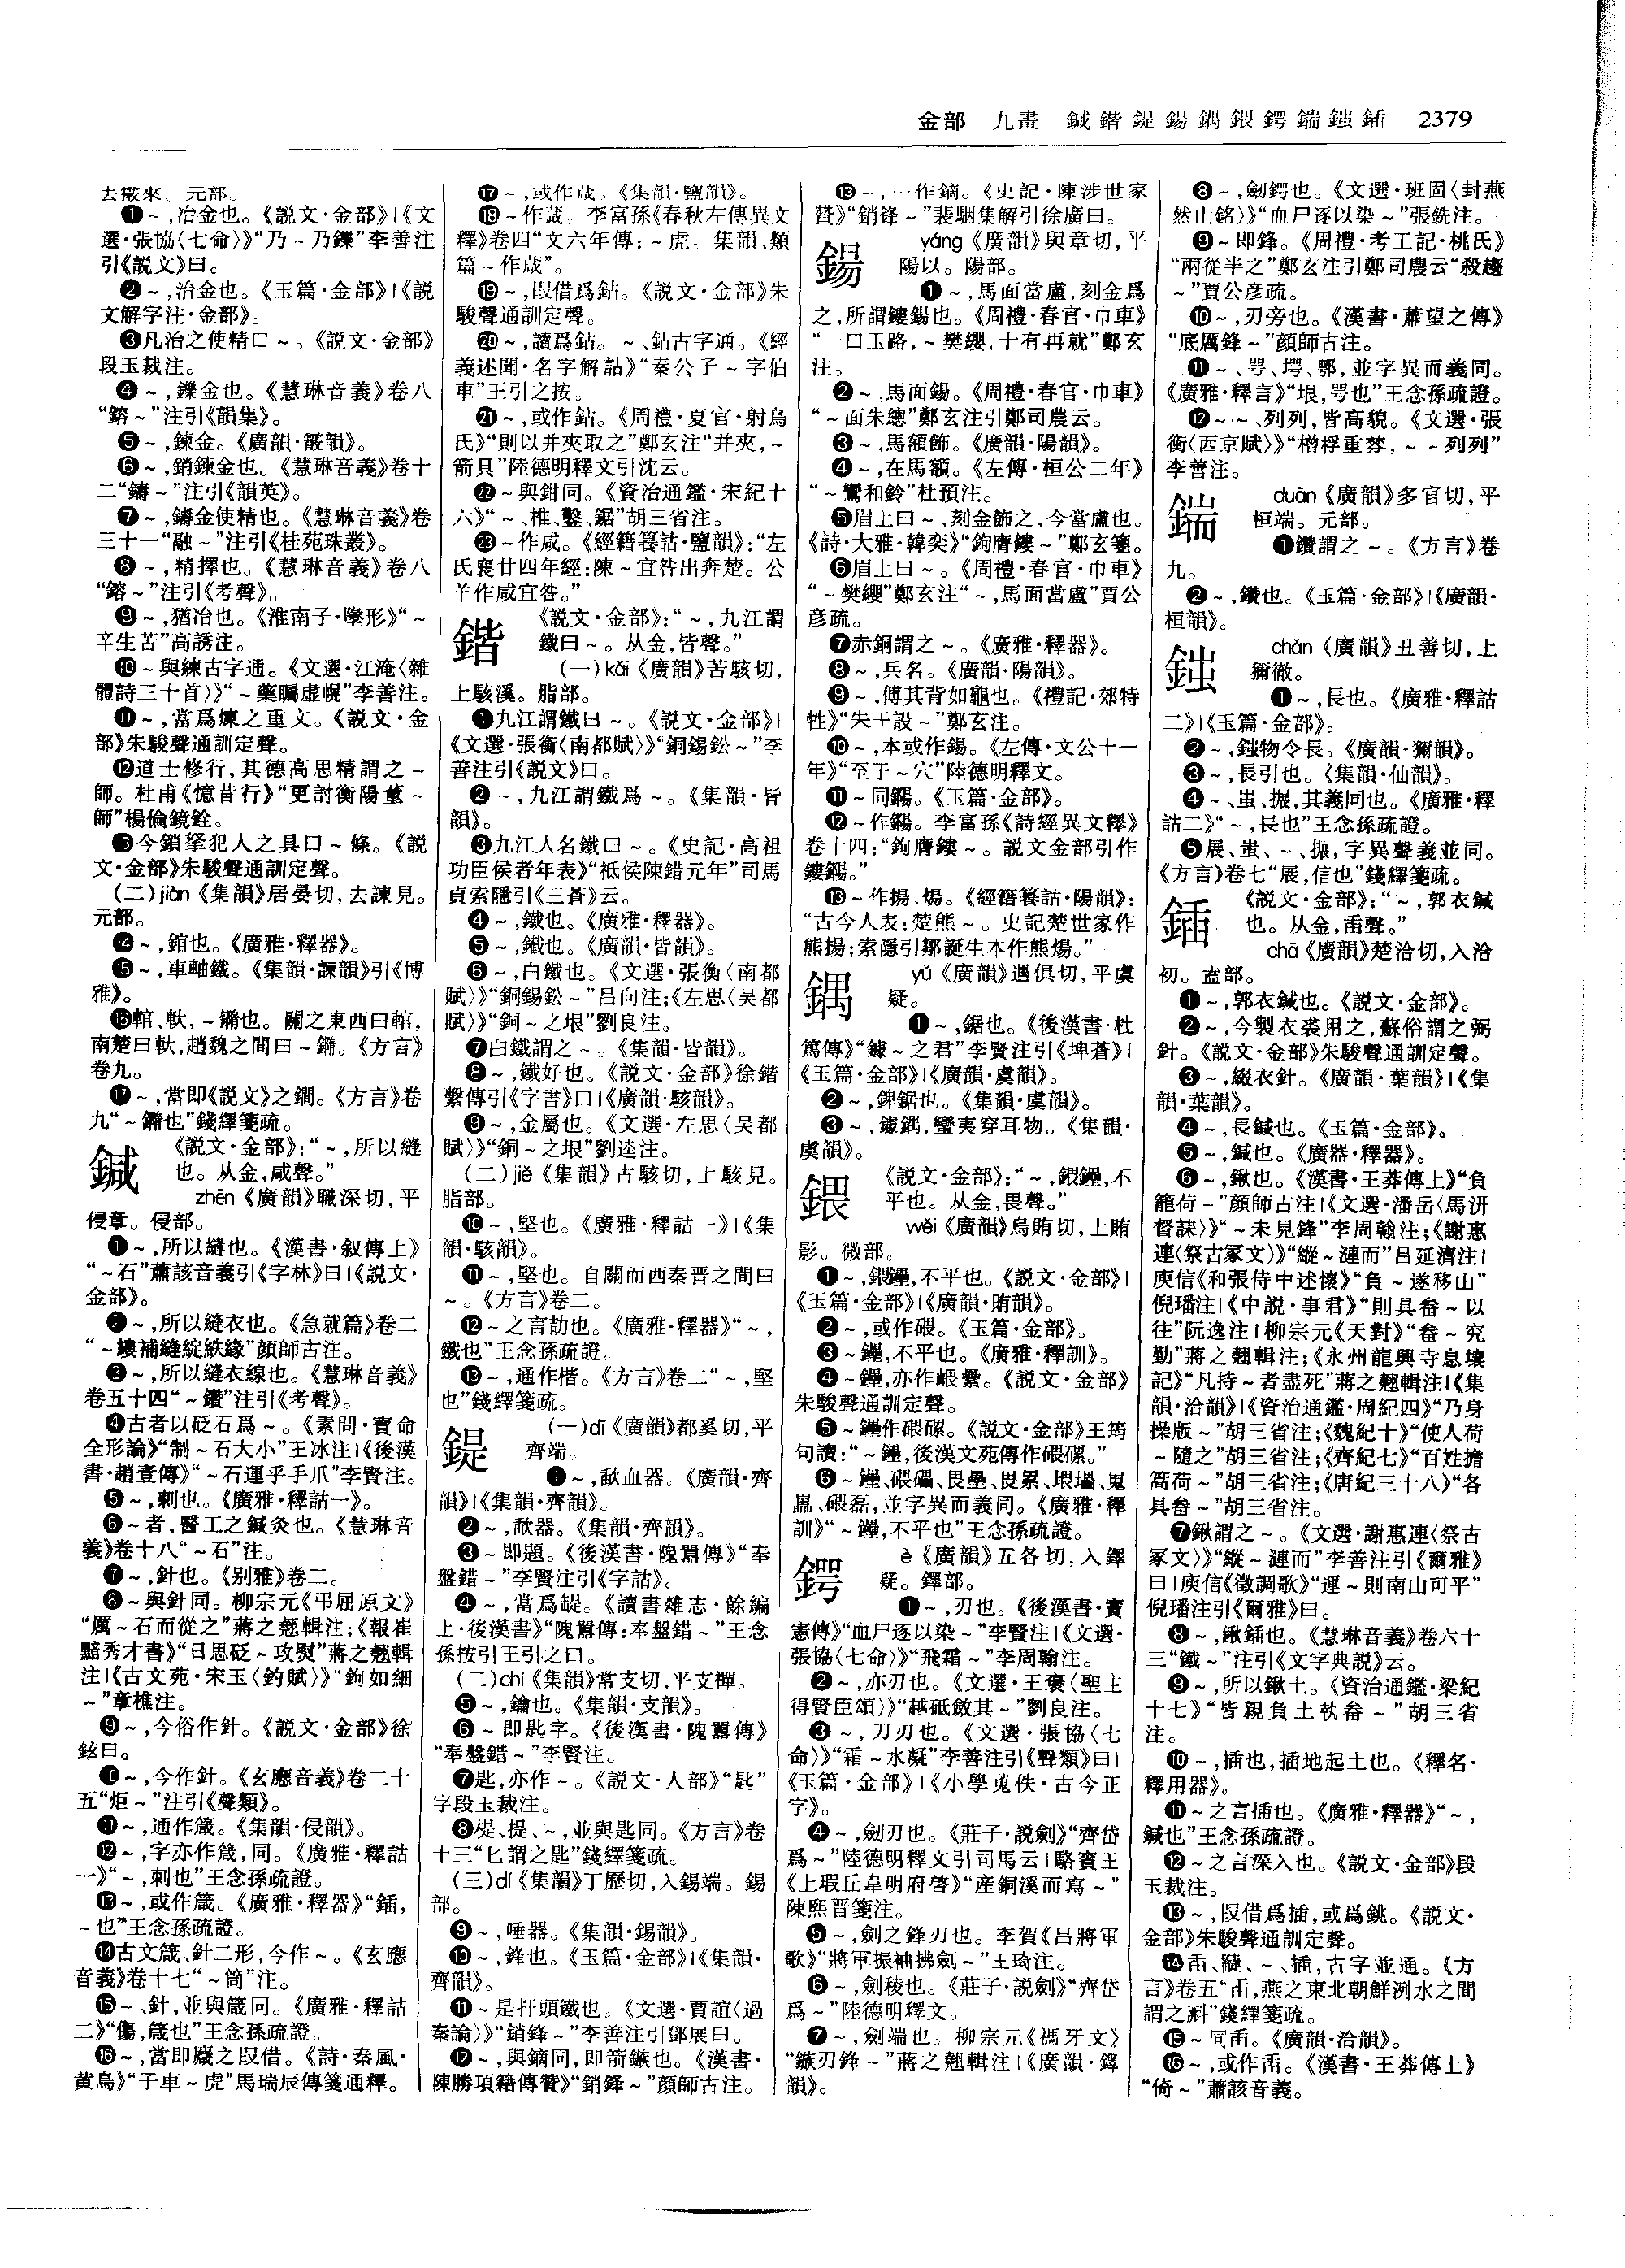 金部　九畫　鍼鍇鍉鍚鍝鍡鍔鍴鎚鍤　2379
去霰來。元部。
❶~,冶金也。《説文·金部》|《文
選·張協〈七命〉》“乃~乃鑠”李善注
引《説文》曰。
❷~,治金也。《玉篇·金部》|《説
文解字注·金部》。
❸凡治之使精曰~。《説文·金部》
段玉裁注。
❹~,鑠金也。《慧琳音義》卷八
“鎔~”注引《韻集》。
❺~,鍊金。《廣韻·霰韻》。
❻~,銷鍊金也。《慧琳音義》卷十
二“鑄~”注引《韻英》。
❼~,鑄金使精也。《慧琳音義》卷
三十一“融~”注引《桂苑珠叢》。
❽~,精擇也。《慧琳音義》卷八
“鎔~”注引《考聲》。
❾~,猶冶也。《淮南子·墬形》“~
辛生苦”高誘注。
❿~與練古字通。《文選·江淹〈雜
體詩三十首〉》“~藥矚虛幌”李善注。
⓫~,當爲煉之重文。《説文·金
部》朱駿聲通訓定聲。
⓬道士修行,其德高思精謂之~
師。杜甫《憶昔行》“更討衡陽董~
師”楊倫鏡銓。
⓭今鎖拏犯人之具曰~條。《説
文·金部》朱駿聲通訓定聲。
(二)jiàn《集韻》居晏切,去諫見。
元部。
⓮~,錧也。《廣雅·釋器》。
⓯~,車軸鐵。《集韻·諫韻》引《博
雅》。
⓰輨、軑,~鐗也。關之東西曰輨,
南楚曰軑,趙魏之間曰~鐗。《方言》
卷九。
⓱~,當即《説文》之鐧。《方言》卷
九“~鐗也”錢繹箋疏。
鍼
《説文·金部》:“~,所以縫
也。从金,咸聲。”
zhēn《廣韻》職深切,平
侵章。侵部。
❶~,所以縫也。《漢書·叙傳上》
“~石”蕭該音義引《字林》曰|《説文·
金部》。
❷~,所以縫衣也。《急就篇》卷二
“~縷補縫綻紩緣”顔師古注。
❸~,所以縫衣線也。《慧琳音義》
卷五十四“~鑽”注引《考聲》。
❹古者以砭石爲~。《素問·寶命
全形論》“制~石大小”王冰注|《後漢
書·趙壹傳》“~石運乎手爪”李賢注。
❺~,刺也。《廣雅·釋詁一》。
❻~者,醫工之鍼灸也。《慧琳音
義》卷十八“~石”注。
❼~,針也。《别雅》卷二。
❽~與針同。柳宗元《弔屈原文》
“厲~石而從之”蔣之翹輯注;《報崔
黯秀才書》“日思砭~攻熨”蔣之翹輯
注|《古文苑·宋玉〈釣賦〉》“鉤如細
~”章樵注。
❾~,今俗作針。《説文·金部》徐
鉉曰。
❿~,今作針。《玄應音義》卷二十
五“炬~”注引《聲類》。
⓫~,通作箴。《集韻·侵韻》。
⓬~,字亦作箴,同。《廣雅·釋詁
一》“~,刺也”王念孫疏證。
⓭~,或作箴。《廣雅·釋器》“鍤,
~也”王念孫疏證。
⓮古文箴、針二形,今作~。《玄應
音義》卷十七“~筒”注。
⓯~、針,並與箴同。《廣雅·釋詁
二》“傷,箴也”王念孫疏證。
⓰~,當即鍼之叚借。《詩·秦風·
黄鳥》“子車~虎”馬瑞辰傳箋通釋。
⓱~,或作葴。《集韻·鹽韻》。
⓲~作葴。李富孫《春秋左傳異文
釋》卷四“文六年傳:~虎。集韻、類
篇~作葴”。
⓳~,叚借爲鉆。《説文·金部》朱
駿聲通訓定聲。
⓴~,讀爲鉆。~、鉆古字通。《經
義述聞·名字解詁》“秦公子~字伯
車”王引之按。
㉑~,或作鉆。《周禮·夏官·射鳥
氏》“則以并夾取之”鄭玄注“并夾,~
箭具”陸德明釋文引沈云。
㉒~與鉗同。《資治通鑑·宋紀十
六》“~、椎、鑿、鋸”胡三省注。
㉓~作咸。《經籍籑詁·鹽韻》:“左
氏襄廿四年經:陳~宜咎出奔楚。公
羊作咸宜咎。”
鍇
《説文·金部》:“~,九江謂
鐵曰~。从金,皆聲。”
(一)kǎi《廣韻》苦駭切,
上駭溪。脂部。
❶九江謂鐵曰~。《説文·金部》|
《文選·張衡〈南都賦〉》“銅錫鈆~”李
善注引《説文》曰。
❷~,九江謂鐵爲~。《集韻·皆
韻》。
❸九江人名鐵曰~。《史記·高祖
功臣侯者年表》“祗侯陳錯元年”司馬
貞索隱引《三蒼》云。
❹~,鐵也。《廣雅·釋器》。
❺~,鐵也。《廣韻·皆韻》。
❻~,白鐵也。《文選·張衡〈南都
賦〉》“銅錫鈆~”吕向注;《左思〈吴都
賦〉》“銅~之垠”劉良注。
❼白鐵謂之~。《集韻·皆韻》。
❽~,鐵好也。《説文·金部》徐鍇
繫傳引《字書》曰|《廣韻·駭韻》。
❾~,金屬也。《文選·左思〈吴都
賦〉》“銅~之垠”劉逵注。
(二)jiě《集韻》古駭切,上駭見。
脂部。
❿~,堅也。《廣雅·釋詁一》|《集
韻·駭韻》。
⓫~,堅也。自關而西秦晋之間曰
~。《方言》卷二。
⓬~之言劼也。《廣雅·釋器》“~,
鐵也”王念孫疏證。
⓭~,通作楷。《方言》卷二“~,堅
也”錢繹箋疏。
鍉
(一)dī《廣韻》都奚切,平
齊端。
❶~,歃血器。《廣韻·齊
韻》|《集韻·齊韻》。
❷~,歃器。《集韻·齊韻》。
❸~即題。《後漢書·隗囂傳》“奉
盤錯~”李賢注引《字詁》。
❹~,當爲鍉。《讀書雜志·餘編
上·後漢書》“隗囂傳:奉盤錯~”王念
孫按引王引之曰。
(二)chí《集韻》常支切,平支禪。
❺~,鑰也。《集韻·支韻》。
❻~即匙字。《後漢書·隗囂傳》
“奉盤錯~”李賢注。
❼匙,亦作~。《説文·人部》“匙”
字段玉裁注。
❽椳、提、~,並與匙同。《方言》卷
十三“匕謂之匙”錢繹箋疏。
(三)dí《集韻》丁歷切,入錫端。錫
部。
❾~,唾器。《集韻·錫韻》。
❿~,鋒也。《玉篇·金部》|《集韻·
齊韻》。
⓫~是扞頭鐵也。《文選·賈誼〈過
秦論〉》“銷鋒~”李善注引鄧展曰。
⓬~,與鏑同,即箭鏃也。《漢書·
陳勝項籍傳贊》“銷鋒~”顔師古注。
⓭~,一作鏑。《史記·陳涉世家
贊》“銷鋒~”裴駰集解引徐廣曰。
鍚
yáng《廣韻》與章切,平
陽以。陽部。
❶~,馬面當盧,刻金爲
之,所謂鏤鍚也。《周禮·春官·巾車》
“一曰玉路,~樊纓,十有再就”鄭玄
注。
❷~,馬面鍚。《周禮·春官·巾車》
“~面朱總”鄭玄注引鄭司農云。
❸~,馬額飾。《廣韻·陽韻》。
❹~,在馬額。《左傳·桓公二年》
“~鸞和鈴”杜預注。
❺眉上曰~,刻金飾之,今當盧也。
《詩·大雅·韓奕》“鉤膺鏤~”鄭玄箋。
❻眉上曰~。《周禮·春官·巾車》
“~樊纓”鄭玄注“~,馬面當盧”賈公
彦疏。
❼赤銅謂之~。《廣雅·釋器》。
❽~,兵名。《廣韻·陽韻》。
❾~,傅其背如龜也。《禮記·郊特
牲》“朱干設~”鄭玄注。
❿~,本或作錫。《左傳·文公十一
年》“至于~穴”陸德明釋文。
⓫~同鐊。《玉篇·金部》。
⓬~作鐊。李富孫《詩經異文釋》
卷十四:“鉤膺鏤~。説文金部引作
鏤鐊。”
⓭~作揚、煬。《經籍籑詁·陽韻》:
“古今人表:楚熊~。史記楚世家作
熊揚;索隱引鄒誕生本作熊煬。”
鍝
yú《廣韻》遇俱切,平虞
疑。
❶~,鋸也。《後漢書·杜
篤傳》“鐻~之君”李賢注引《埤蒼》|
《玉篇·金部》|《廣韻·虞韻》。
❷~,錍鋸也。《集韻·虞韻》。
❸~,鐻鍝,蠻夷穿耳物。《集韻·
虞韻》。
鍡
《説文·金部》:“~,鍡鑸,不
平也。从金,畏聲。”
wěi《廣韻》烏賄切,上賄
影。微部。
❶~,鍡鑸,不平也。《説文·金部》|
《玉篇·金部》|《廣韻·賄韻》。
❷~,或作碨。《玉篇·金部》。
❸~鑸,不平也。《廣雅·釋訓》。
❹~鑸,亦作㟪纍。《説文·金部》
朱駿聲通訓定聲。
❺~鑸作碨磥。《説文·金部》王筠
句讀:“~鑸,後漢文苑傳作碨磥。”
❻~鑸、碨礧、畏壘、畏累、塊㙼、嵬
㠥、磈磊,並字異而義同。《廣雅·釋
訓》“~鑸,不平也”王念孫疏證。
鍔
è《廣韻》五各切,入鐸
疑。鐸部。
❶~,刃也。《後漢書·竇
憲傳》“血尸逐以染~”李賢注|《文選·
張協〈七命〉》“飛霜~”李周翰注。
❷~,亦刃也。《文選·王褒〈聖主
得賢臣頌〉》“越砥斂其~”劉良注。
❸~,刀刃也。《文選·張協〈七
命〉》“霜~水凝”李善注引《聲類》曰|
《玉篇·金部》|《小學蒐佚·古今正
字》。
❹~,劍刃也。《莊子·説劍》“齊岱
爲~”陸德明釋文引司馬云|駱賓王
《上瑕丘韋明府啓》“産銅溪而寫~”
陳熙晋箋注。
❺~,劍之鋒刃也。李賀《吕將軍
歌》“將軍振袖拂劍~”王琦注。
❻~,劍稜也。《莊子·説劍》“齊岱
爲~”陸德明釋文。
❼~,劍端也。柳宗元《禡牙文》
“鏃刃鋒~”蔣之翹輯注|《廣韻·鐸
韻》。
❽~,劍鍔也。《文選·班固〈封燕
然山銘〉》“血尸逐以染~”張銑注。
❾~即鋒。《周禮·考工記·桃氏》
“兩從半之”鄭玄注引鄭司農云“殺趨
~”賈公彦疏。
❿~,刃旁也。《漢書·蕭望之傳》
“底厲鋒~”顔師古注。
⓫~、咢、堮、鄂,並字異而義同。
《廣雅·釋言》“垠,咢也”王念孫疏證。
⓬~~、列列,皆高貌。《文選·張
衡〈西京賦〉》“橧桴重棼,~~列列”
李善注。
鍴
duān《廣韻》多官切,平
桓端。元部。
❶鑽謂之~。《方言》卷
九。
❷~,鑽也。《玉篇·金部》|《廣韻·
桓韻》。
chǎn《廣韻》丑善切,上
獮徹。
❶~,長也。《廣雅·釋詁
二》|《玉篇·金部》。
❷~,物令長。《廣韻·獮韻》。
❸~,長引也。《集韻·仙韻》。
❹~、蚩、挻,其義同也。《廣雅·釋
詁二》“~,長也”王念孫疏證。
❺展、蚩、~、挻,字異聲義並同。
《方言》卷七“展,信也”錢繹箋疏。
鍤
《説文·金部》:“~,郭衣鍼
也。从金,臿聲。”
chā《廣韻》楚洽切,入洽
初。盍部。
❶~,郭衣鍼也。《説文·金部》。
❷~,今製衣裘用之,蘇俗謂之弼
針。《説文·金部》朱駿聲通訓定聲。
❸~,綴衣針。《廣韻·葉韻》|《集
韻·葉韻》。
❹~,長鍼也。《玉篇·金部》。
❺~,鍼也。《廣器·釋器》。
❻~,鍬也。《漢書·王莽傳上》“負
籠荷~”顔師古注|《文選·潘岳〈馬汧
督誄〉》“~未見鋒”李周翰注;《謝惠
連〈祭古冢文〉》“縱~漣而”吕延濟注|
庾信《和張侍中述懷》“負~遂移山”
倪璠注|《中説·事君》“則具畚~以
往”阮逸注|柳宗元《天對》“畚~究
勤”蔣之翹輯注;《永州龍興寺息壤
記》“凡持~者盡死”蔣之翹輯注|《集
韻·洽韻》|《資治通鑑·周紀四》“乃身
操版~”胡三省注;《魏紀十》“使人荷
~隨之”胡三省注;《齊紀七》“百姓擔
篙荷~”胡三省注;《唐紀三十八》“各
具畚~”胡三省注。
❼鍬謂之~。《文選·謝惠連〈祭古
冢文〉》“縱~漣而”李善注引《爾雅》
曰|庾信《徵調歌》“運~則南山可平”
倪璠注引《爾雅》曰。
❽~,鍬鍤也。《慧琳音義》卷六十
三“鐵~”注引《文字典説》云。
❾~,所以鍬土。《資治通鑑·梁紀
十七》“皆親負土執畚~”胡三省
注。
❿~,插也,插地起土也。《釋名·
釋用器》。
⓫~之言插也。《廣雅·釋器》“~,
鍼也”王念孫疏證。
⓬~之言深入也。《説文·金部》段
玉裁注。
⓭~,叚借爲插,或爲銚。《説文·
金部》朱駿聲通訓定聲。
⓮臿、疀、~、插,古字並通。《方
言》卷五“臿,燕之東北朝鮮洌水之間
謂之㪺”錢繹箋疏。
⓯~同臿。《廣韻·洽韻》。
⓰~,或作臿。《漢書·王莽傳上》
“倚~”蕭該音義。